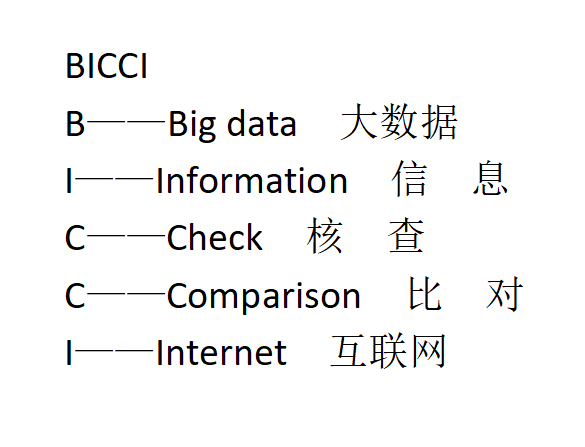 BICCI
B——Big data 大数据
I——Information 信 息
C——Check 核 查
C——Comparison 比 对
I——Internet 互联网